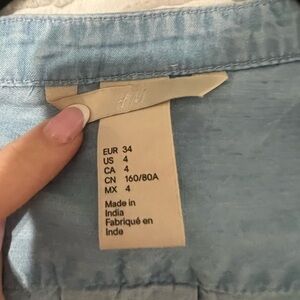 H&M
EUR 34
US 4
CA 4
CN 160/80A
MX 4
Made in
India
Fabriqué en
Inde